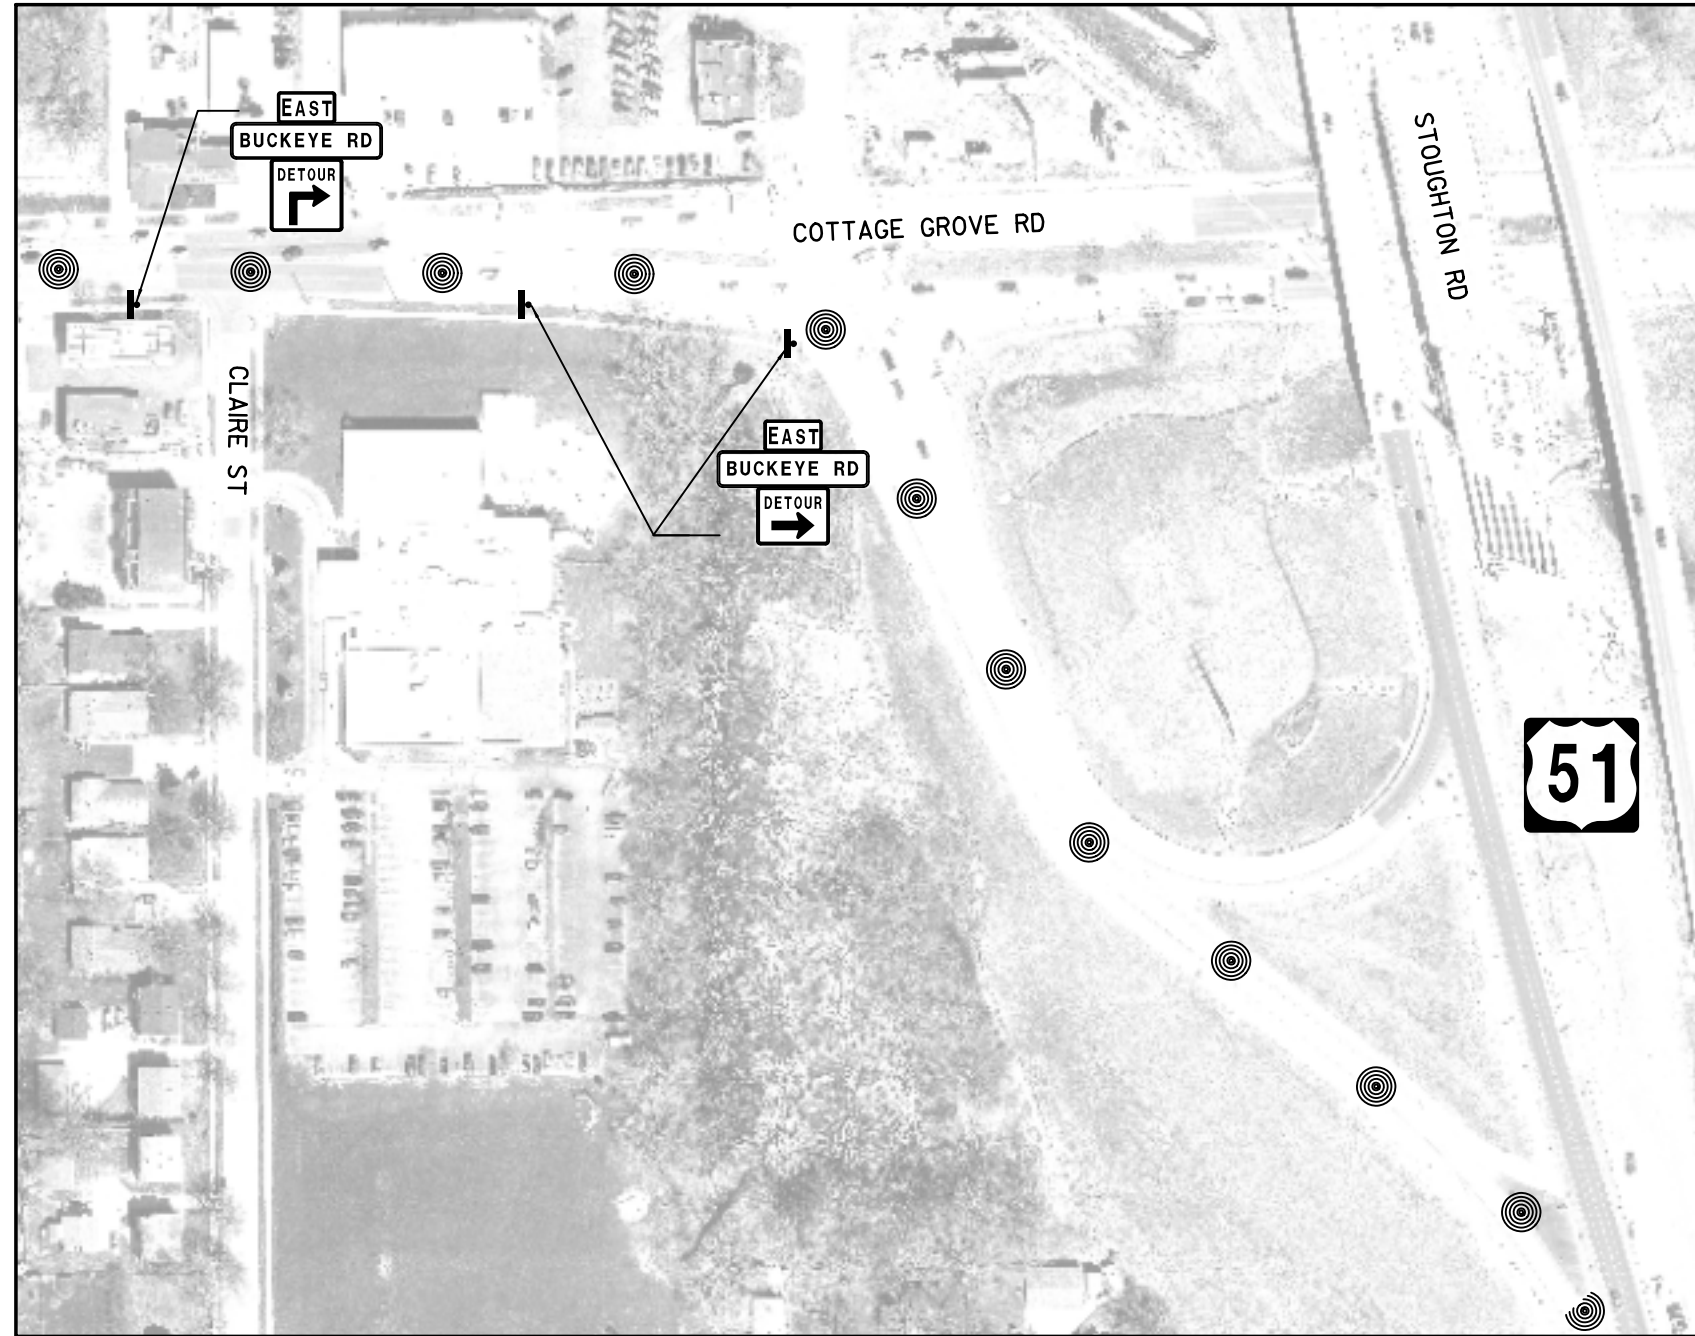 EAST
BUCKEYE RD
DETOUR
COTTAGE GROVE RD
STOUGHTON RD
CLAIRE ST
EAST
BUCKEYE RD
DETOUR
51